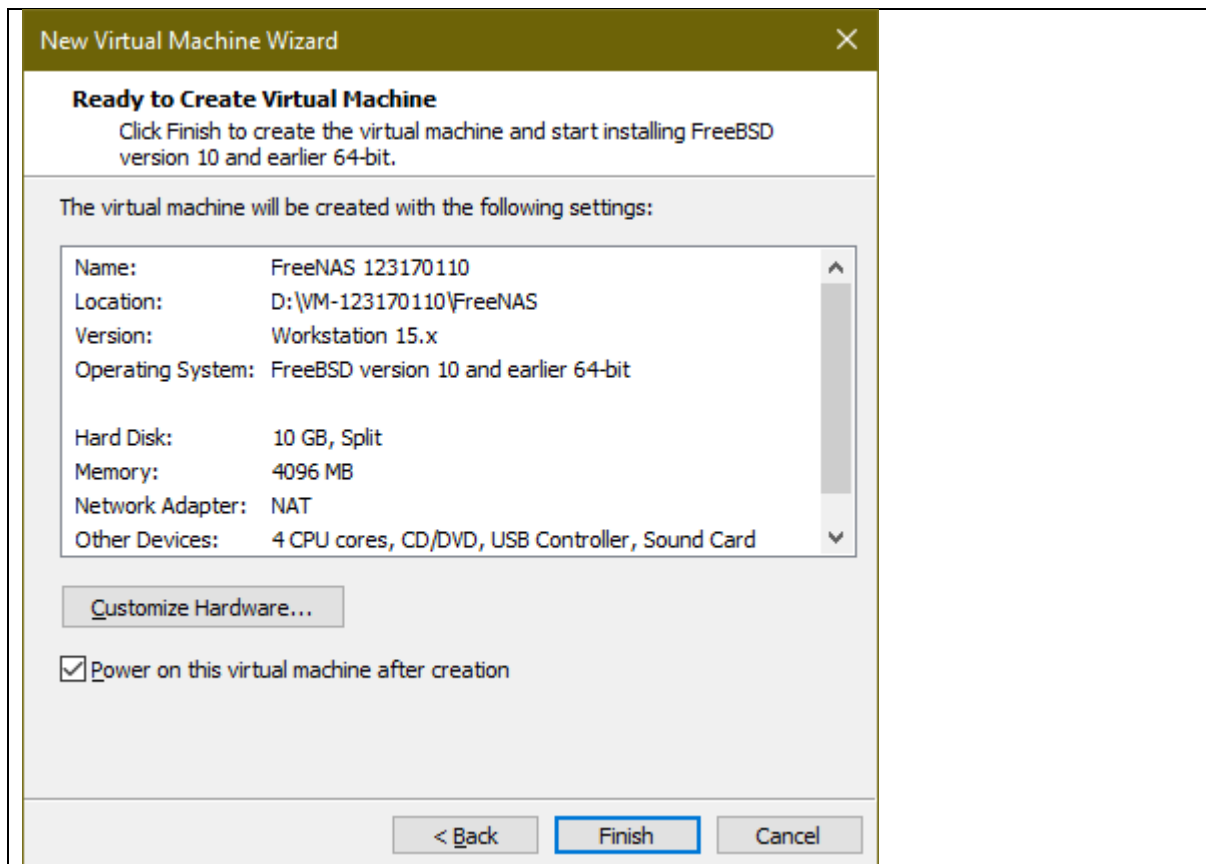 New Virtual Machine Wizard
Ready to Create Virtual Machine
Click Finish to create the virtual machine and start installing FreeBSD
version 10 and earlier 64-bit.
The virtual machine will be created with the following settings:
Name: FreeNAS 123170110
Location: D:\VM-123170110\FreeNAS
Version: Workstation 15.x
Operating System: FreeBSD version 10 and earlier 64-bit
Hard Disk: 10 GB, Split
Memory: 4096 MB
Network Adapter: NAT
Other Devices: 4 CPU cores, CD/DVD, USB Controller, Sound Card
Customize Hardware...
Power on this virtual machine after creation
< Back Finish Cancel